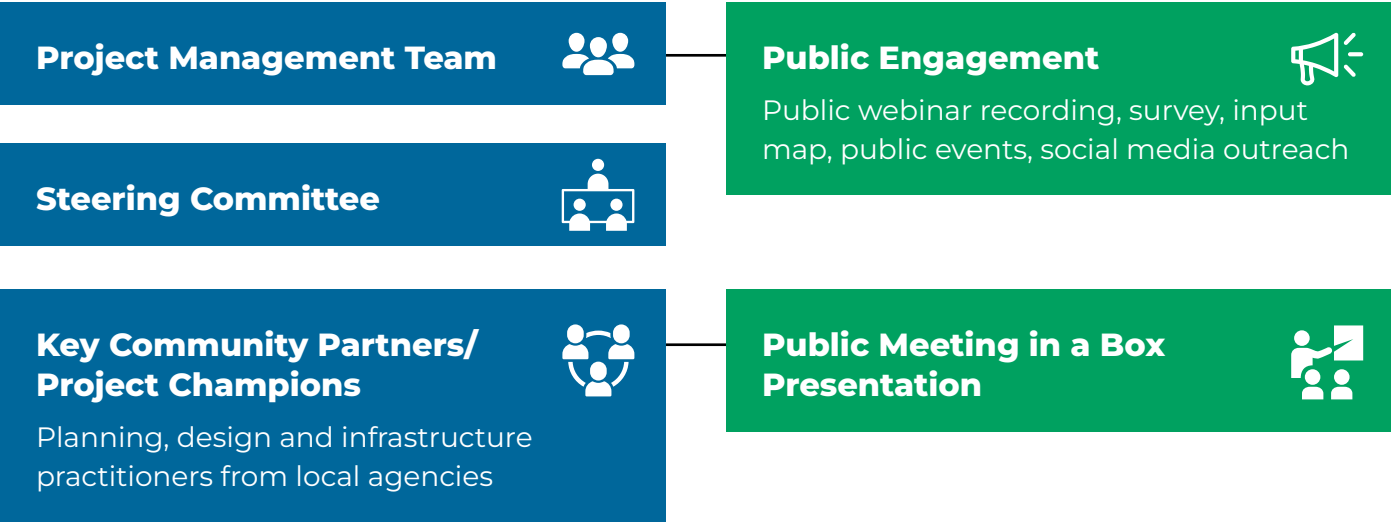 Project Management Team
Public Engagement
Public webinar recording, survey, input
map, public events, social media outreach
Steering Committee
Key Community Partners/
Project Champions
Planning, design and infrastructure
practitioners from local agencies
Public Meeting in a Box
Presentation